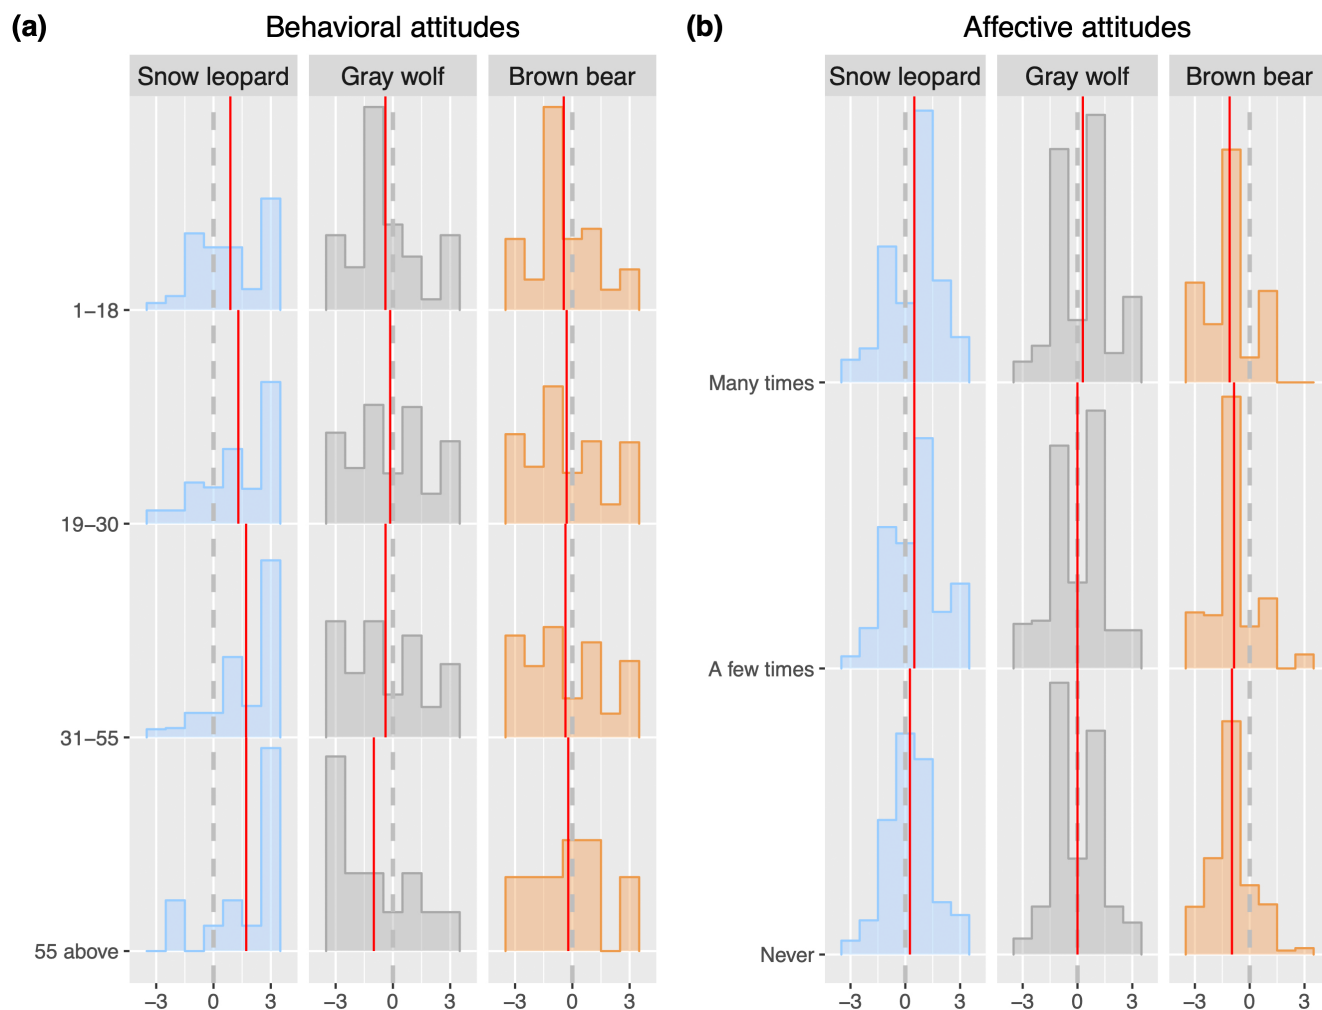 (a) Behavioral attitudes
Snow leopard Gray wolf Brown bear
1–18
19–30
31–55
55 above
−3 0 3 −3 0 3 −3 0 3
(b) Affective attitudes
Snow leopard Gray wolf Brown bear
Many times
A few times
Never
−3 0 3 −3 0 3 −3 0 3